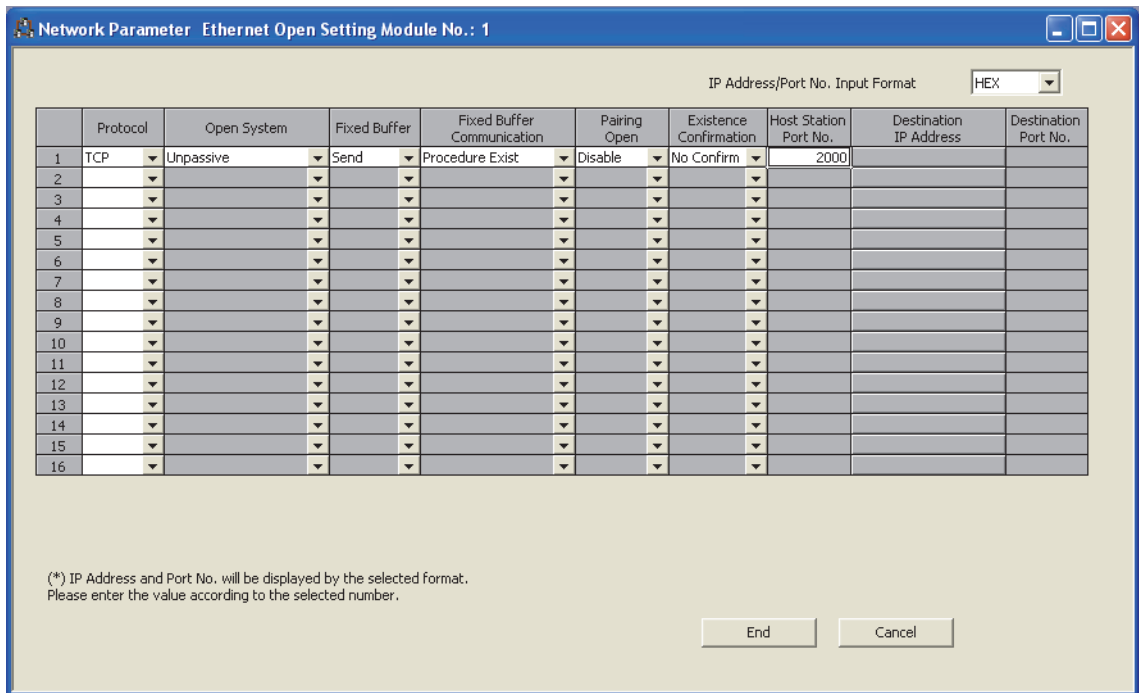 Network Parameter Ethernet Open Setting Module No.: 1
IP Address/Port No. Input Format HEX
Protocol Open System Fixed Buffer Fixed Buffer Communication Pairing Open Existence Confirmation Host Station Port No. Destination IP Address Destination Port No.
1 TCP Unpassive Send Procedure Exist Disable No Confirm 2000
2
3
4
5
6
7
8
9
10
11
12
13
14
15
16
(*) IP Address and Port No. will be displayed by the selected format.
Please enter the value according to the selected number.
End Cancel